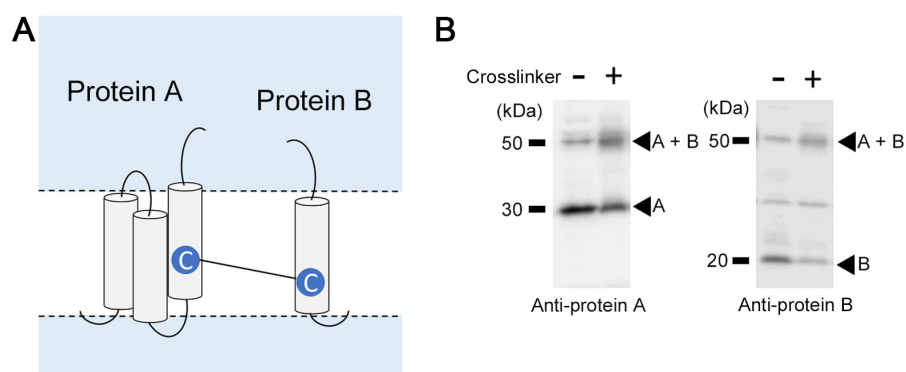 A
Protein A
Protein B
C
C
B
Crosslinker - +
(kDa)
50
A + B
30
A
Anti-protein A
- +
(kDa)
50
A + B
20
B
Anti-protein B